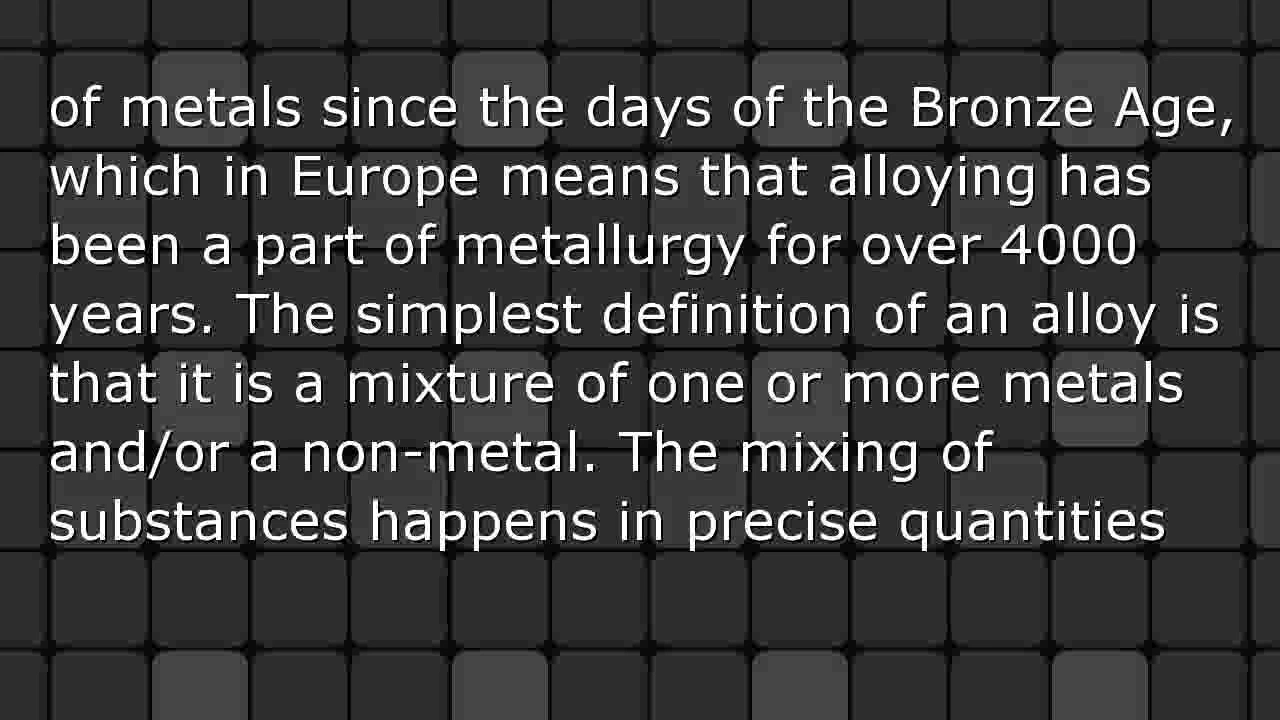 of metals since the days of the Bronze Age,
which in Europe means that alloying has
been a part of metallurgy for over 4000
years. The simplest definition of an alloy is
that it is a mixture of one or more metals
and/or a non-metal. The mixing of
substances happens in precise quantities